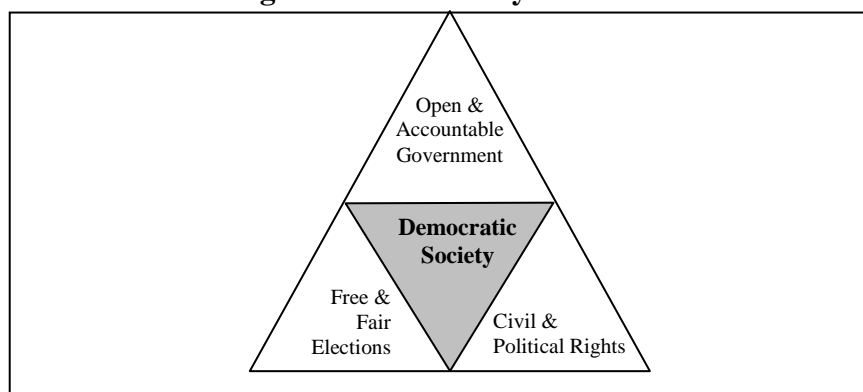 Open &
Accountable
Government
Democratic
Society
Free &
Fair
Elections
Civil &
Political Rights